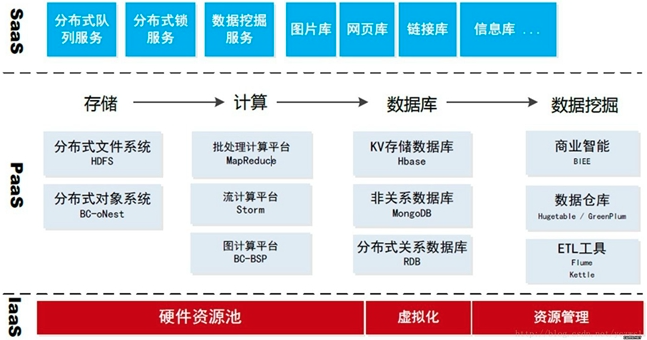 SaaS
分布式队
列服务
分布式锁
服务
数据挖掘
服务
图片库
网页库
链接库
信息库 ...
PaaS
存储
计算
数据库
数据挖掘
分布式文件系统
HDFS
分布式对象系统
BC-oNest
批处理计算平台
MapReduce
流计算平台
Storm
图计算平台
BC-BSP
KV存储数据库
Hbase
非关系数据库
MongoDB
分布式关系数据库
RDB
商业智能
BIEE
数据仓库
Hugetable / GreenPlum
ETL工具
Flume
Kettle
IaaS
硬件资源池
虚拟化
资源管理